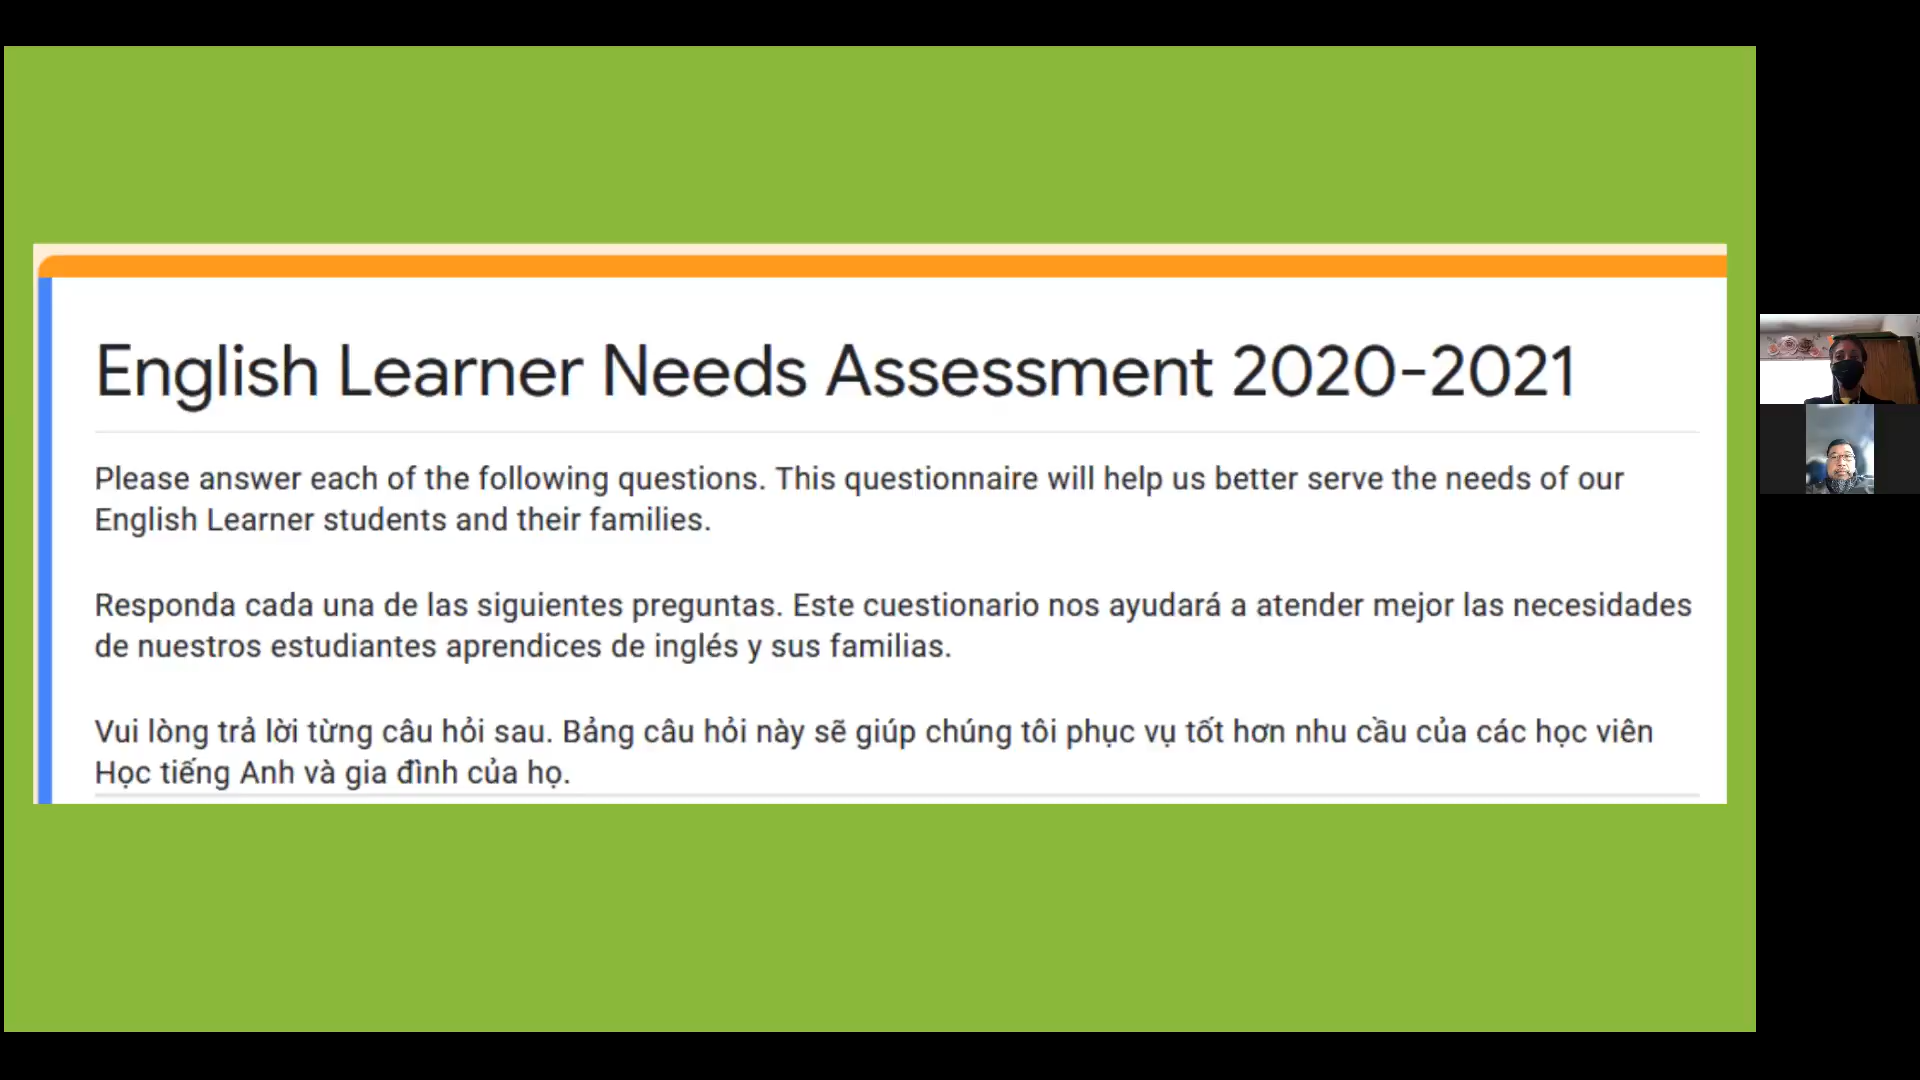 English Learner Needs Assessment 2020-2021
Please answer each of the following questions. This questionnaire will help us better serve the needs of our
English Learner students and their families.
Responda cada una de las siguientes preguntas. Este cuestionario nos ayudará a atender mejor las necesidades
de nuestros estudiantes aprendices de inglés y sus familias.
Vui lòng trả lời từng câu hỏi sau. Bảng câu hỏi này sẽ giúp chúng tôi phục vụ tốt hơn nhu cầu của các học viên
Học tiếng Anh và gia đình của họ.